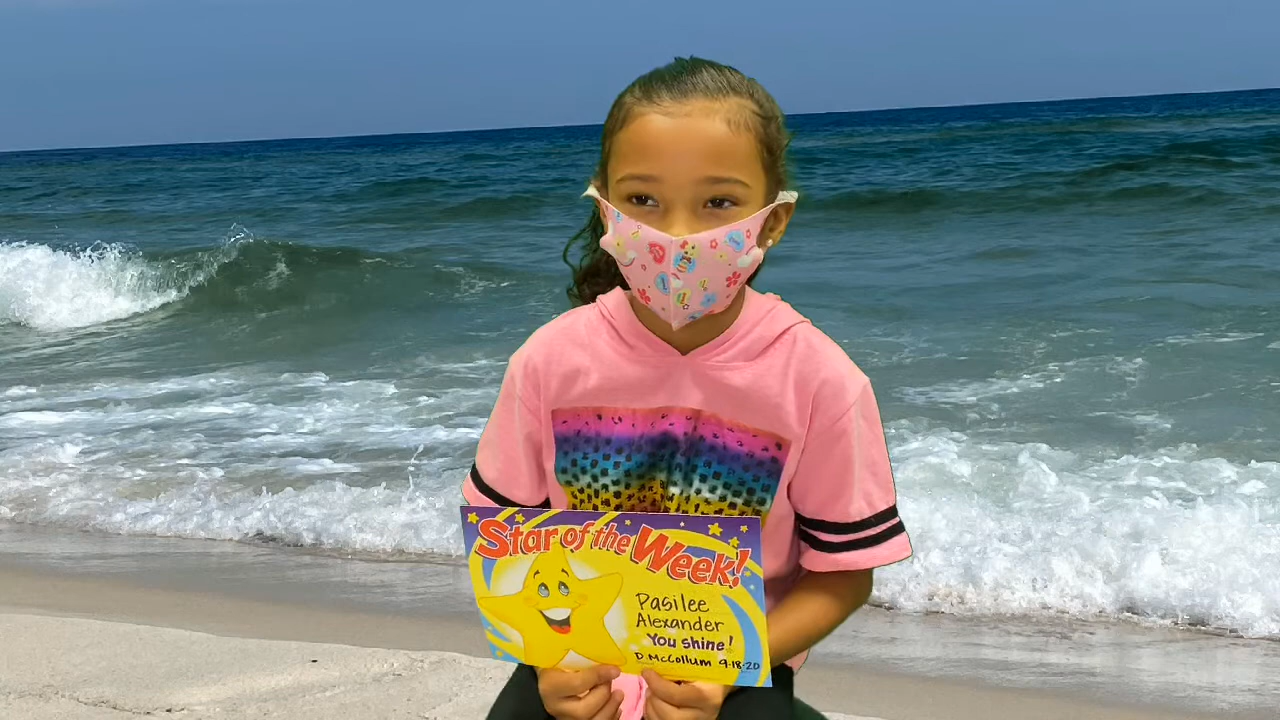 Star of the Week!
Pasilee
Alexander
You shine!
D. McCollum 9-18-20